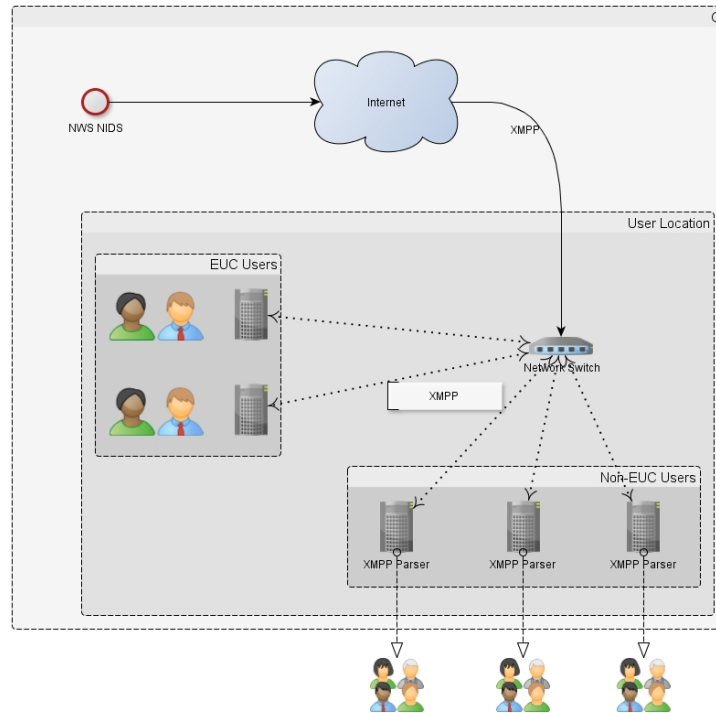 Internet
NWS NIDS
XMPP
User Location
EUC Users
Network Switch
XMPP
Non-EUC Users
XMPP Parser
XMPP Parser
XMPP Parser